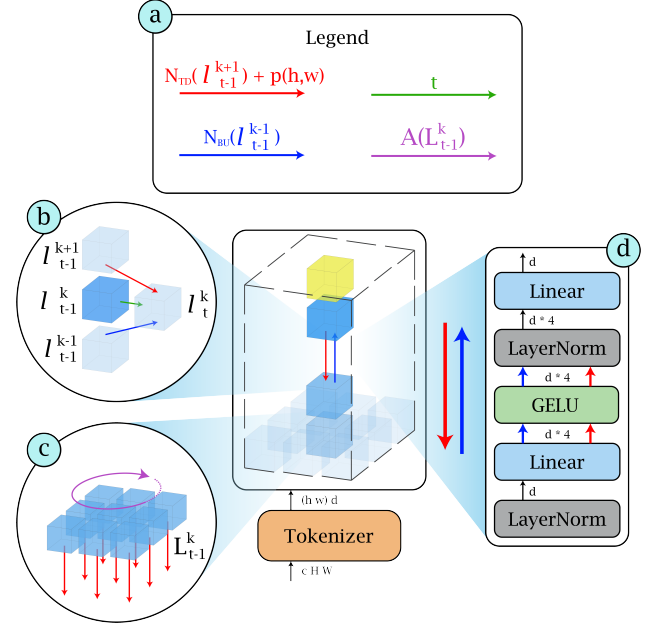 a
Legend
N_TD(l^{k+1}_{t-1}) + p(h,w)
t
N_BU(l^{k-1}_{t-1})
A(L^k_{t-1})
b
l^{k+1}_{t-1}
l^k_{t-1}
l^k_t
l^{k-1}_{t-1}
c
L^k_{t-1}
(h w) d
Tokenizer
c H W
d
d
Linear
d * 4
LayerNorm
d * 4
GELU
d * 4
Linear
d
LayerNorm